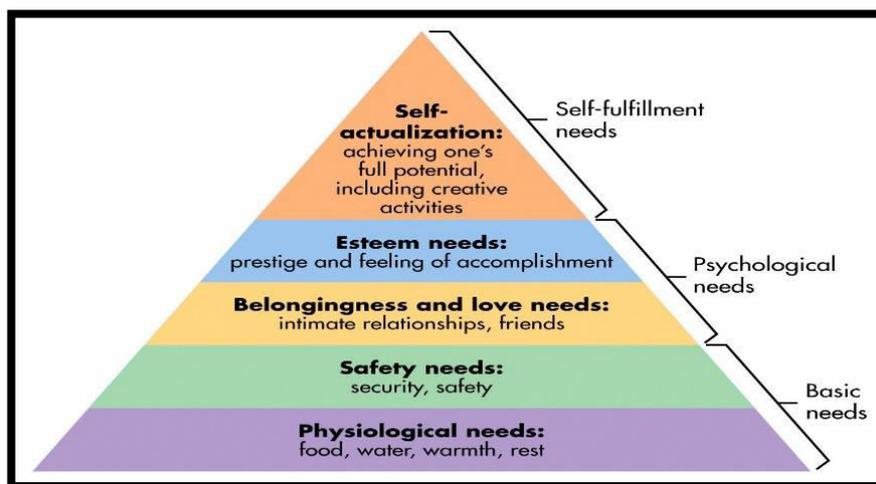 Self-
actualization:
achieving one's
full potential,
including creative
activities
Self-fulfillment
needs
Esteem needs:
prestige and feeling of accomplishment
Psychological
needs
Belongingness and love needs:
intimate relationships, friends
Safety needs:
security, safety
Basic
needs
Physiological needs:
food, water, warmth, rest